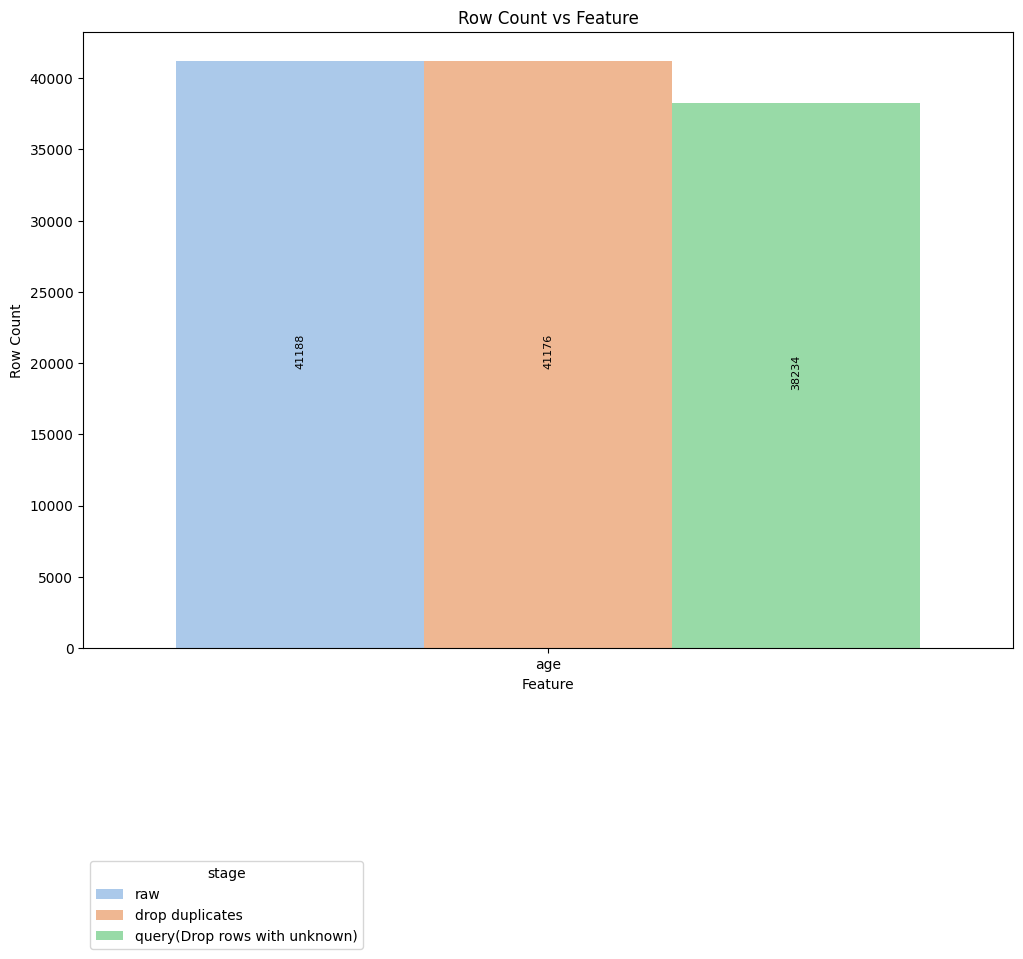 Row Count vs Feature
Row Count
40000
35000
30000
25000
20000
15000
10000
5000
0
41188
41176
38234
age
Feature
stage
raw
drop duplicates
query(Drop rows with unknown)